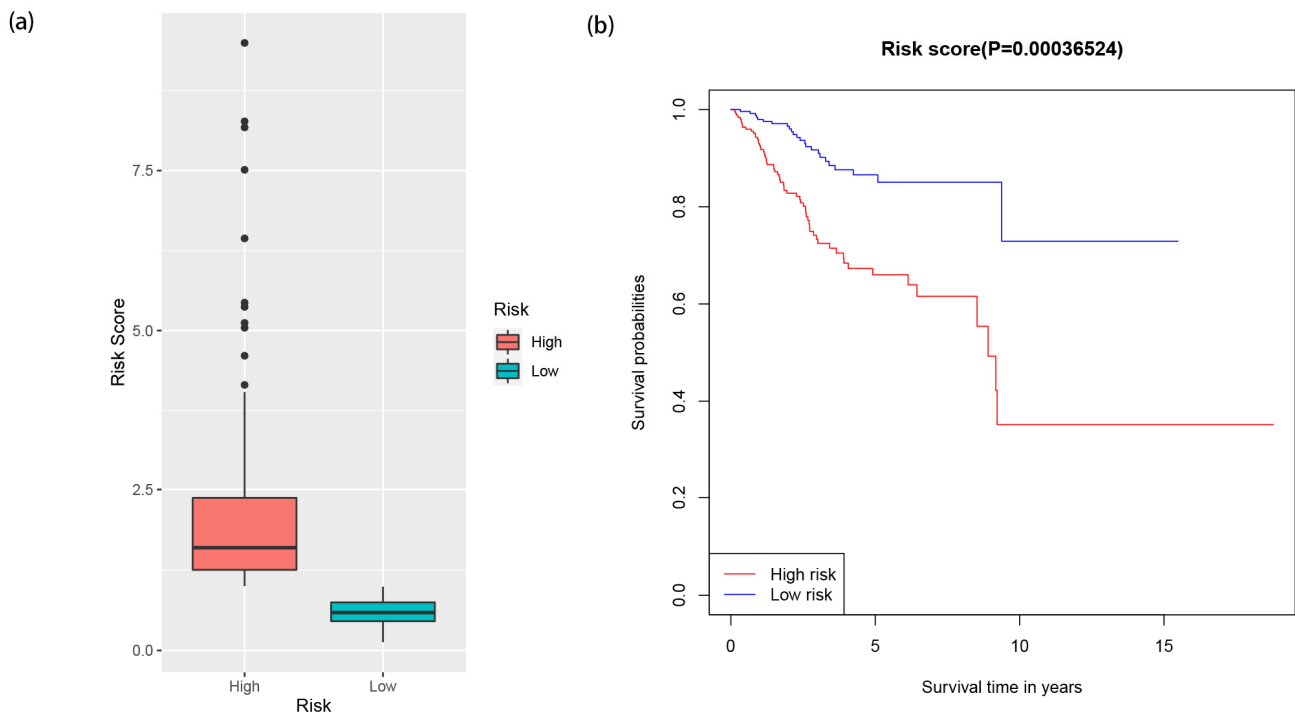 (a)
7.5
5.0
2.5
0.0
Risk Score
High
Low
Risk
Risk
High
Low
(b)
Risk score(P=0.00036524)
1.0
0.8
0.6
0.4
0.2
0.0
Survival probabilities
High risk
Low risk
0
5
10
15
Survival time in years